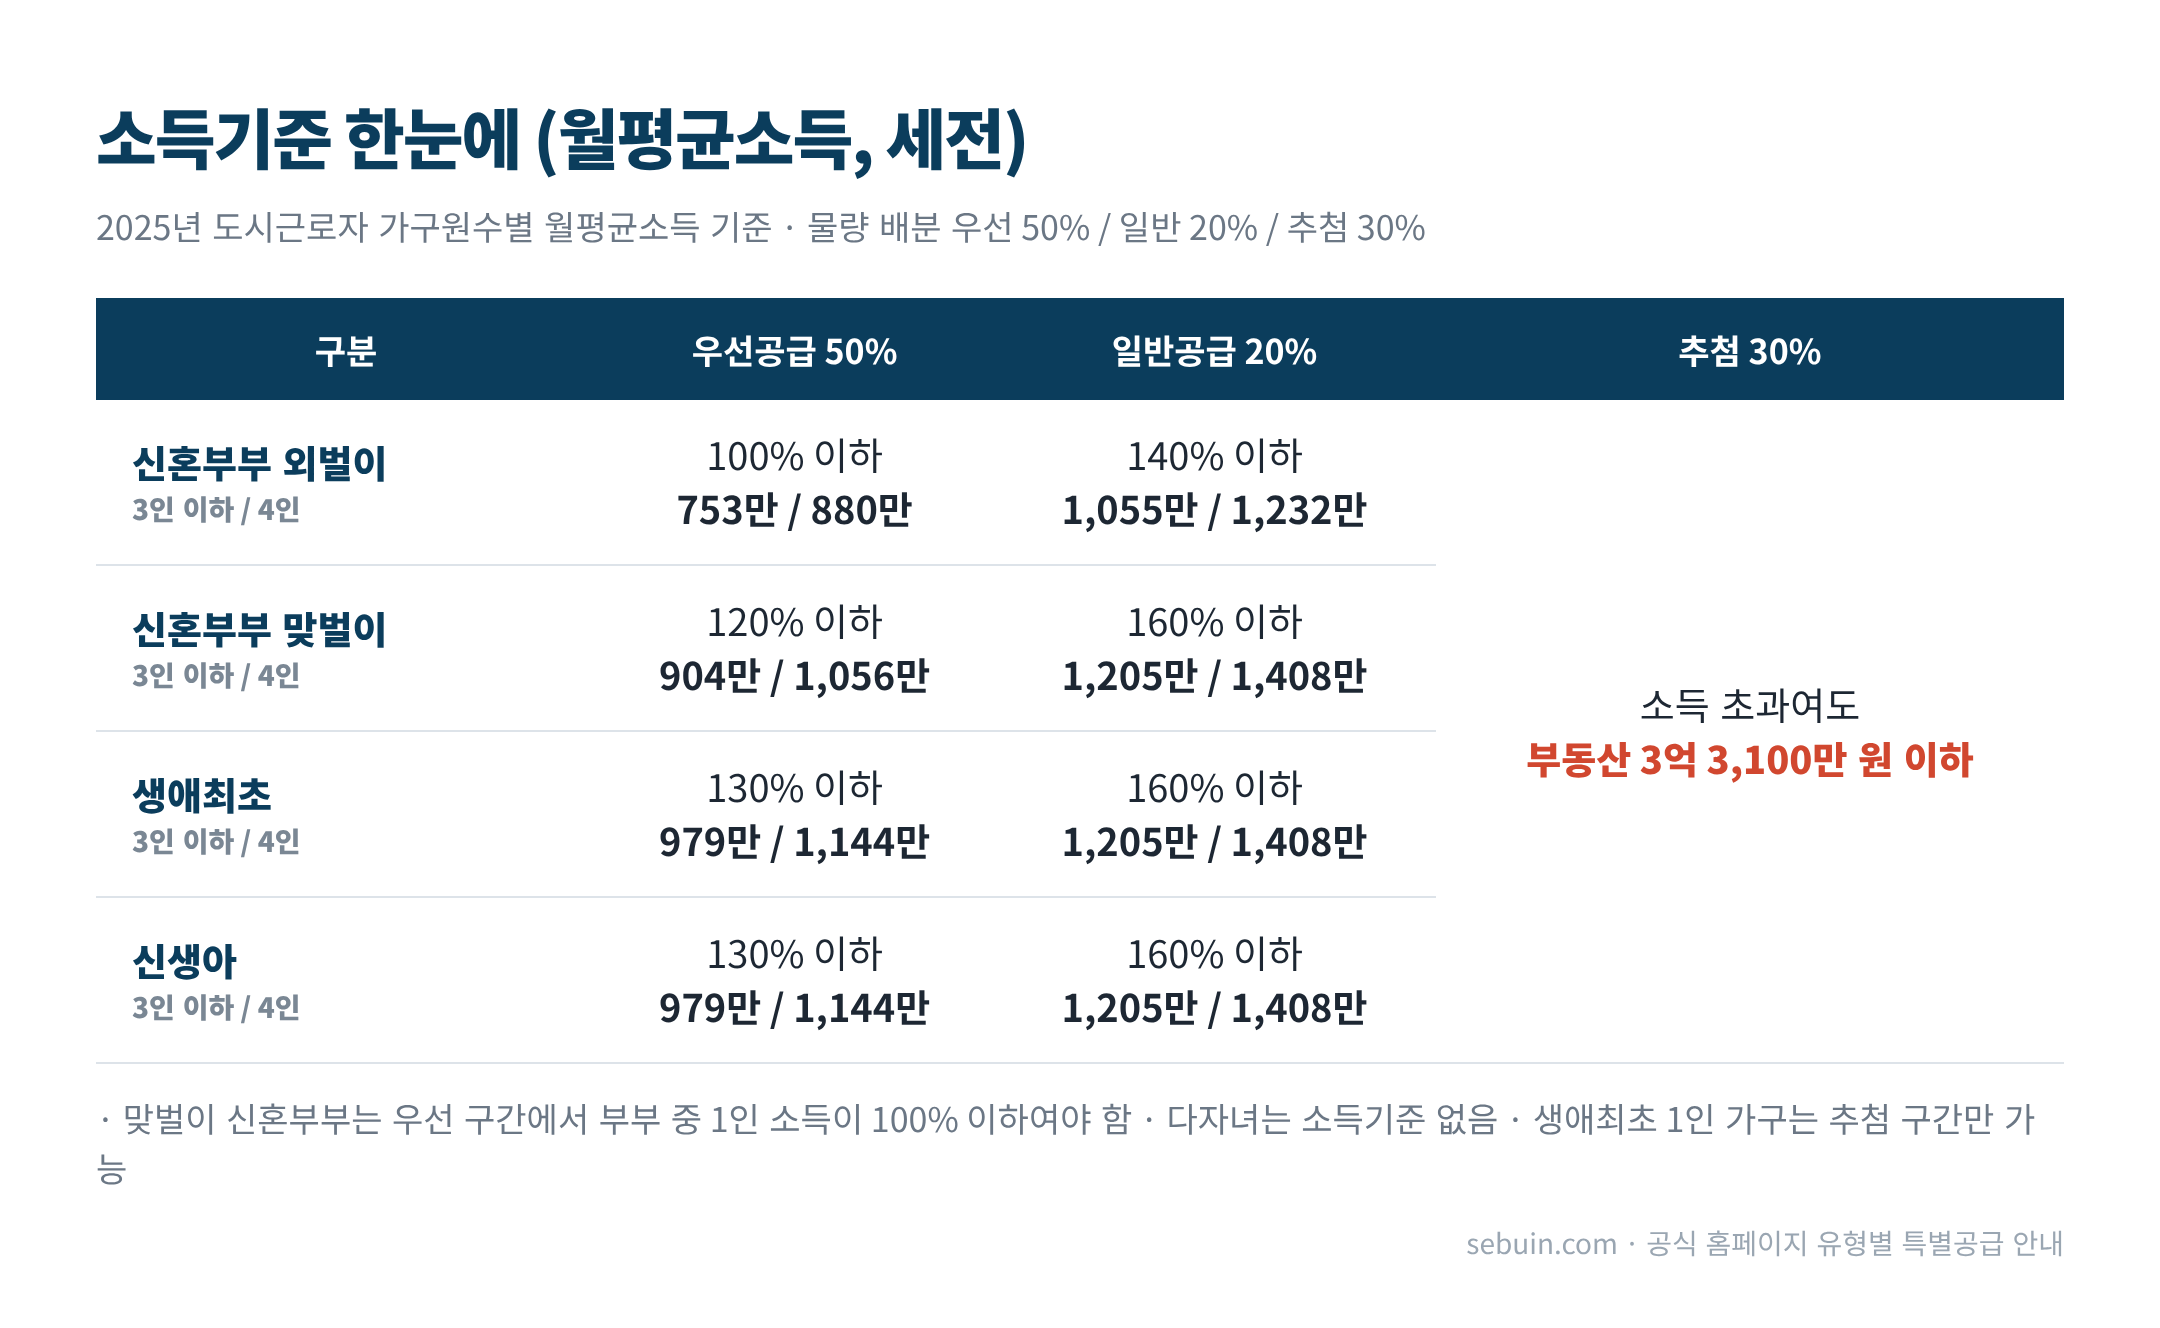 소득기준 한눈에 (월평균소득, 세전)
2025년 도시근로자 가구원수별 월평균소득 기준 · 물량 배분 우선 50% / 일반 20% / 추첨 30%
구분 우선공급 50% 일반공급 20% 추첨 30%
신혼부부 외벌이
3인 이하 / 4인
100% 이하
753만 / 880만
140% 이하
1,055만 / 1,232만
신혼부부 맞벌이
3인 이하 / 4인
120% 이하
904만 / 1,056만
160% 이하
1,205만 / 1,408만
생애최초
3인 이하 / 4인
130% 이하
979만 / 1,144만
160% 이하
1,205만 / 1,408만
신생아
3인 이하 / 4인
130% 이하
979만 / 1,144만
160% 이하
1,205만 / 1,408만
소득 초과여도
부동산 3억 3,100만 원 이하
· 맞벌이 신혼부부는 우선 구간에서 부부 중 1인 소득이 100% 이하여야 함 · 다자녀는 소득기준 없음 · 생애최초 1인 가구는 추첨 구간만 가
능
sebuin.com · 공식 홈페이지 유형별 특별공급 안내